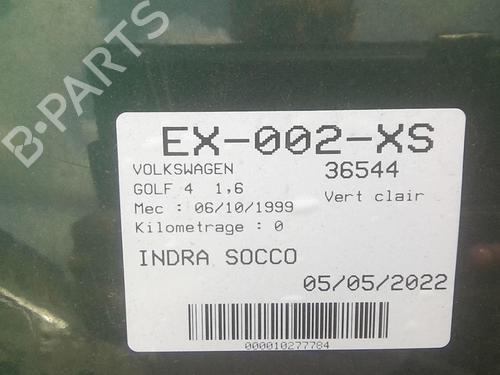 B-PARTS
EX-002-XS
VOLKSWAGEN 36544
GOLF 4 1,6 Vert clair
Mec : 06/10/1999
Kilometrage : 0
INDRA SOCCO
05/05/2022
000010277784